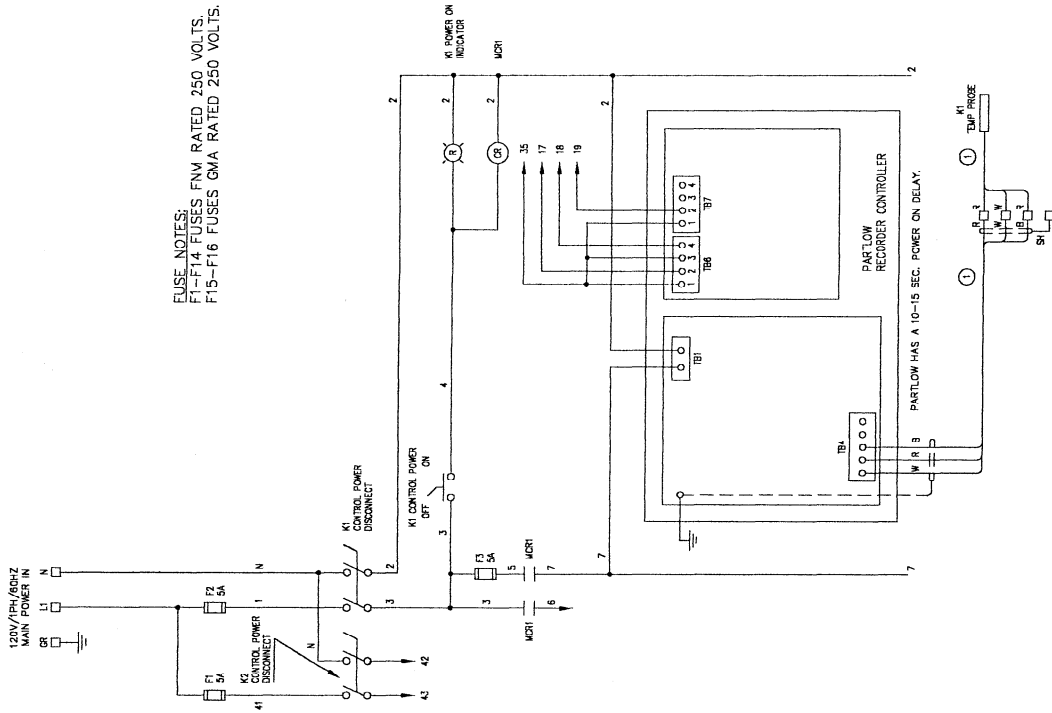 FUSE NOTES:
F1-F14 FUSES FNM RATED 250 VOLTS.
F15-F16 FUSES GMA RATED 250 VOLTS.
120V/1PH/60HZ
MAIN POWER IN
GR
L1
N
F1
5A
F2
5A
41
1
N
N
K2
CONTROL POWER
DISCONNECT
K1
CONTROL POWER
DISCONNECT
43
42
3
2
2
K1 CONTROL POWER
OFF
ON
3
4
R
2
K1 POWER ON
INDICATOR
CR
2
MCR1
F3
5A
5
MCR1
7
3
MCR1
6
7
7
35
17
18
19
2
2
TB1
TB6
1
2
3
4
TB7
1
2
3
4
TB4
W
R
B
PARTLOW
RECORDER CONTROLLER
PARTLOW HAS A 10-15 SEC. POWER ON DELAY.
1
1
R
R
W
W
B
R
SH
K1
TEMP PROBE